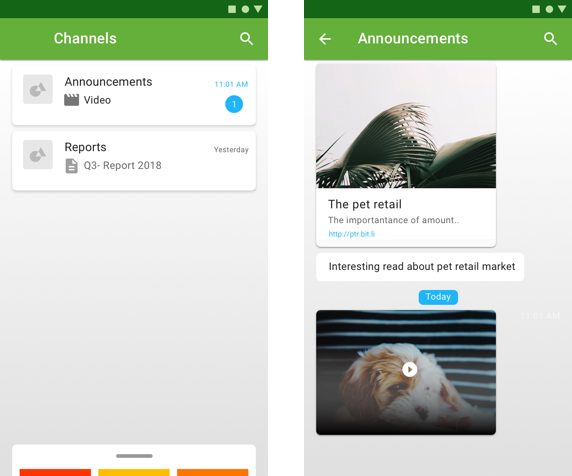 Channels
Announcements
11:01 AM
Video
1
Reports
Yesterday
Q3- Report 2018
Announcements
The pet retail
The importantance of amount..
http://ptr.bit.li
Interesting read about pet retail market
Today
11:01 AM